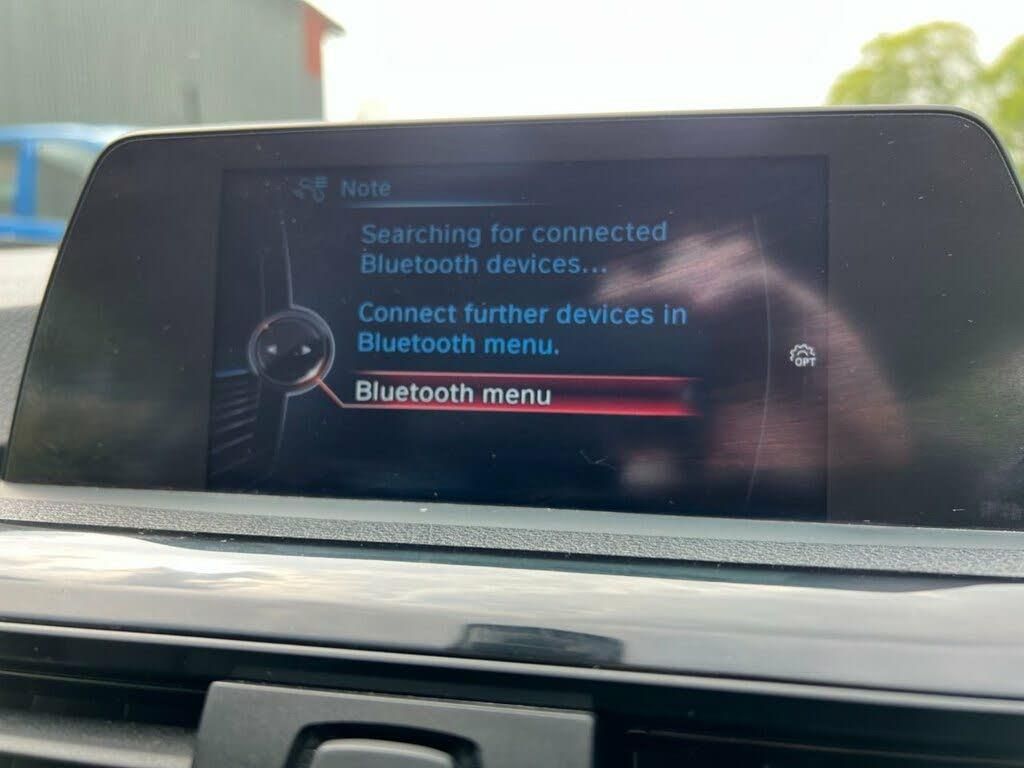 Note
Searching for connected
Bluetooth devices...
Connect further devices in
Bluetooth menu.
Bluetooth menu
OPT